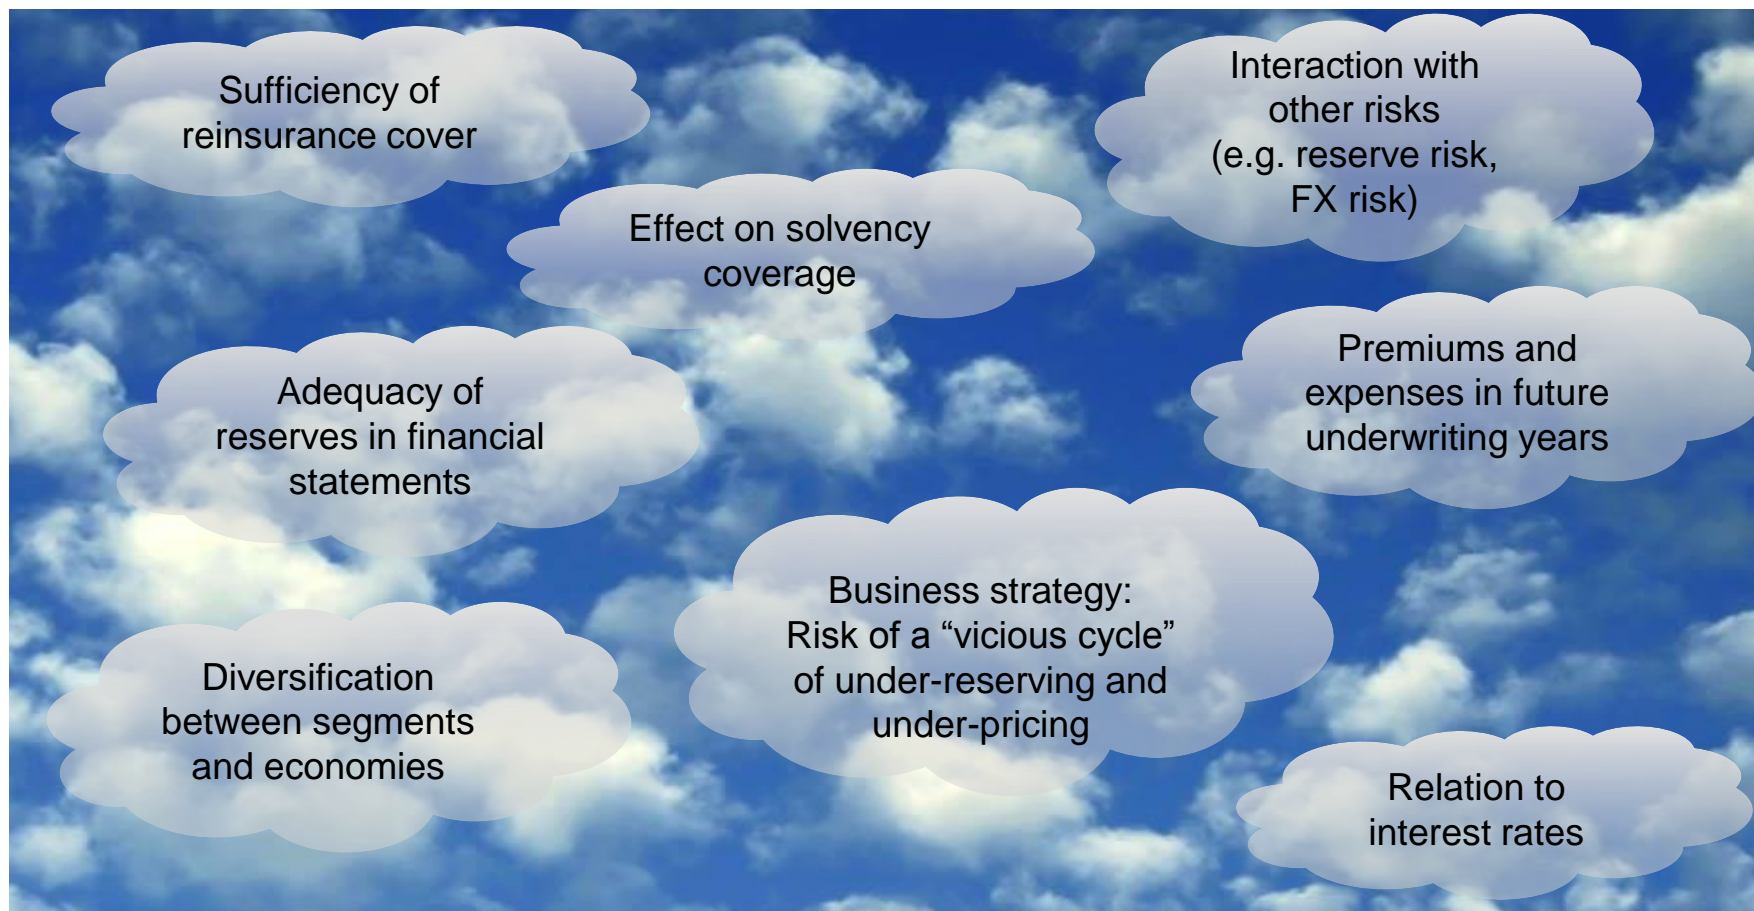 Sufficiency of
reinsurance cover
Interaction with
other risks
(e.g. reserve risk,
FX risk)
Effect on solvency
coverage
Premiums and
expenses in future
underwriting years
Adequacy of
reserves in financial
statements
Business strategy:
Risk of a “vicious cycle”
of under-reserving and
under-pricing
Diversification
between segments
and economies
Relation to
interest rates